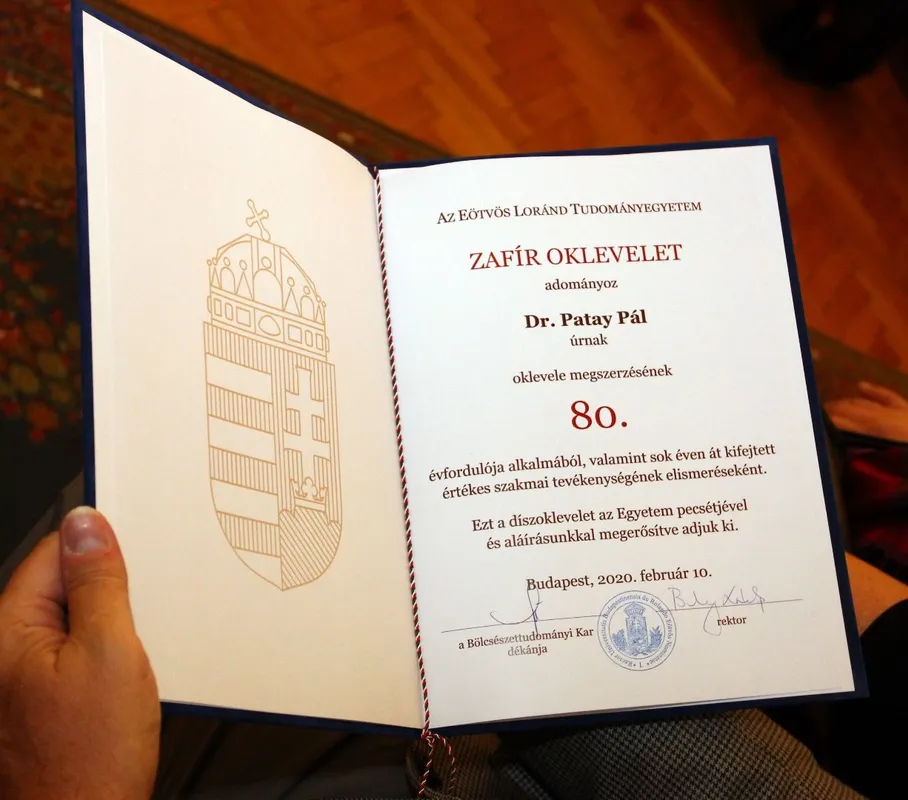 AZ EÖTVÖS LORÁND TUDOMÁNYEGYETEM
ZAFÍR OKLEVELET
adományoz
Dr. Patay Pál
úrnak
oklevele megszerzésének
80.
évfordulója alkalmából, valamint sok éven át kifejtett
értékes szakmai tevékenységének elismeréseként.
Ezt a díszoklevelet az Egyetem pecsétjével
és aláírásunkkal megerősítve adjuk ki.
Budapest, 2020. február 10.
a Bölcsészettudományi Kar
dékánja
rektor